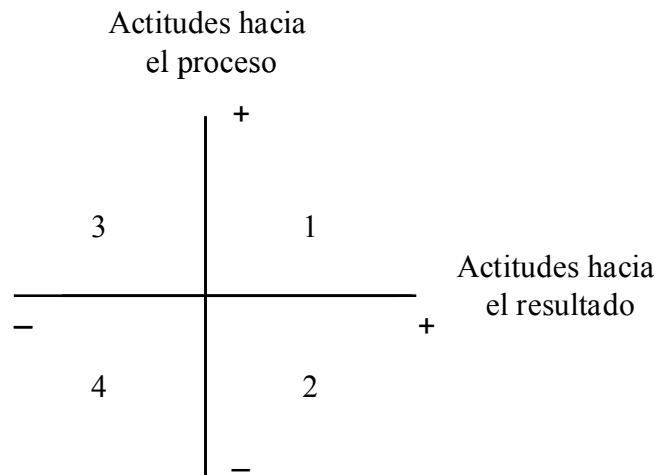 Actitudes hacia
el proceso
+
3
1
Actitudes hacia
el resultado
–
+
4
2
–